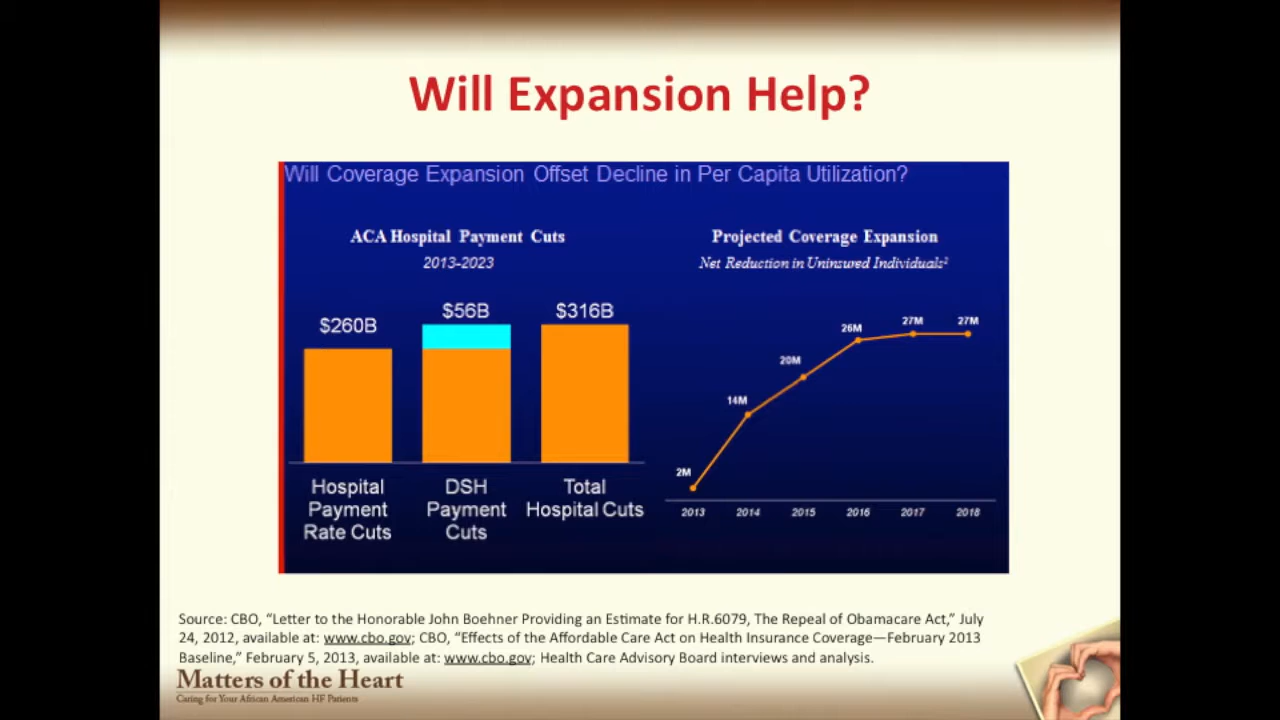 Will Expansion Help?
Will Coverage Expansion Offset Decline in Per Capita Utilization?
ACA Hospital Payment Cuts
2013-2023
$260B
$56B
$316B
Hospital
Payment
Rate Cuts
DSH
Payment
Cuts
Total
Hospital Cuts
Projected Coverage Expansion
Net Reduction in Uninsured Individuals²
2M
14M
20M
26M
27M
27M
2013 2014 2015 2016 2017 2018
Source: CBO, “Letter to the Honorable John Boehner Providing an Estimate for H.R.6079, The Repeal of Obamacare Act,” July
24, 2012, available at: www.cbo.gov; CBO, “Effects of the Affordable Care Act on Health Insurance Coverage—February 2013
Baseline,” February 5, 2013, available at: www.cbo.gov; Health Care Advisory Board interviews and analysis.
Matters of the Heart
Caring for Your African American HF Patients